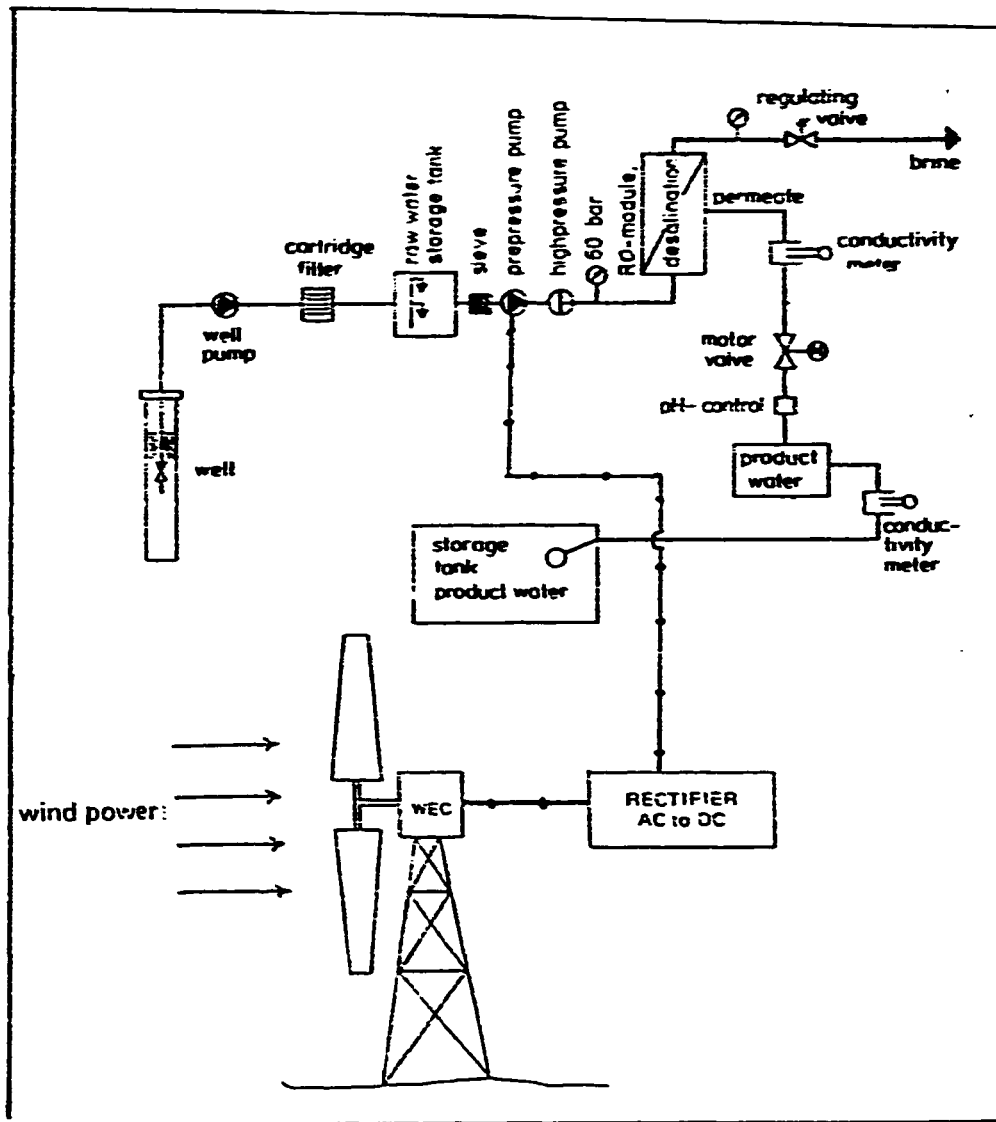 regulating
valve
brine
raw water
storage tank
sieve
prepressure pump
highpressure pump
60 bar
RO-module,
desalination
permeate
cartridge
filter
conductivity
meter
well
pump
motor
valve
M
pH-control
well
product
water
storage
tank
product water
conduc-
tivity
meter
wind power:
WEC
RECTIFIER
AC to DC